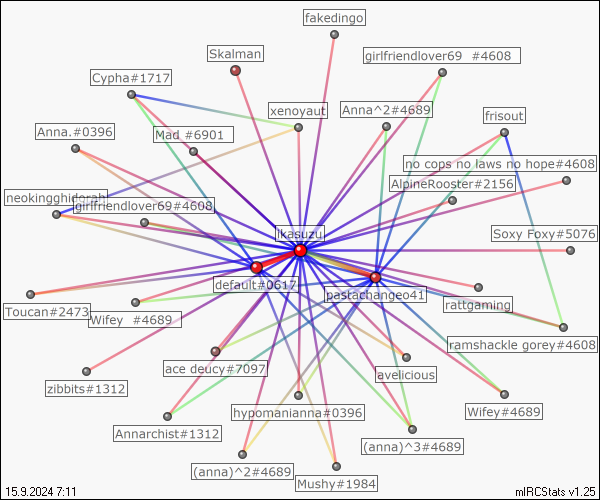 fakedingo
Skalman
girlfriendlover69 #4608
Cypha#1717
xenoyaut
Anna^2#4689
frisout
Anna.#0396
Mad #6901
no cops no laws no hope#4608
AlpineRooster#2156
neokingghidorah
girlfriendlover69#4608
ikasuzu
Soxy Foxy#5076
default#0617
pastachangeo41
Toucan#2473
Wifey #4689
rattgaming
ramshackle gorey#4608
ace deucy#7097
avelicious
zibbits#1312
hypomanianna#0396
Wifey#4689
Annarchist#1312
(anna)^3#4689
(anna)^2#4689
Mushy#1984
15.9.2024 7:11
mIRCStats v1.25